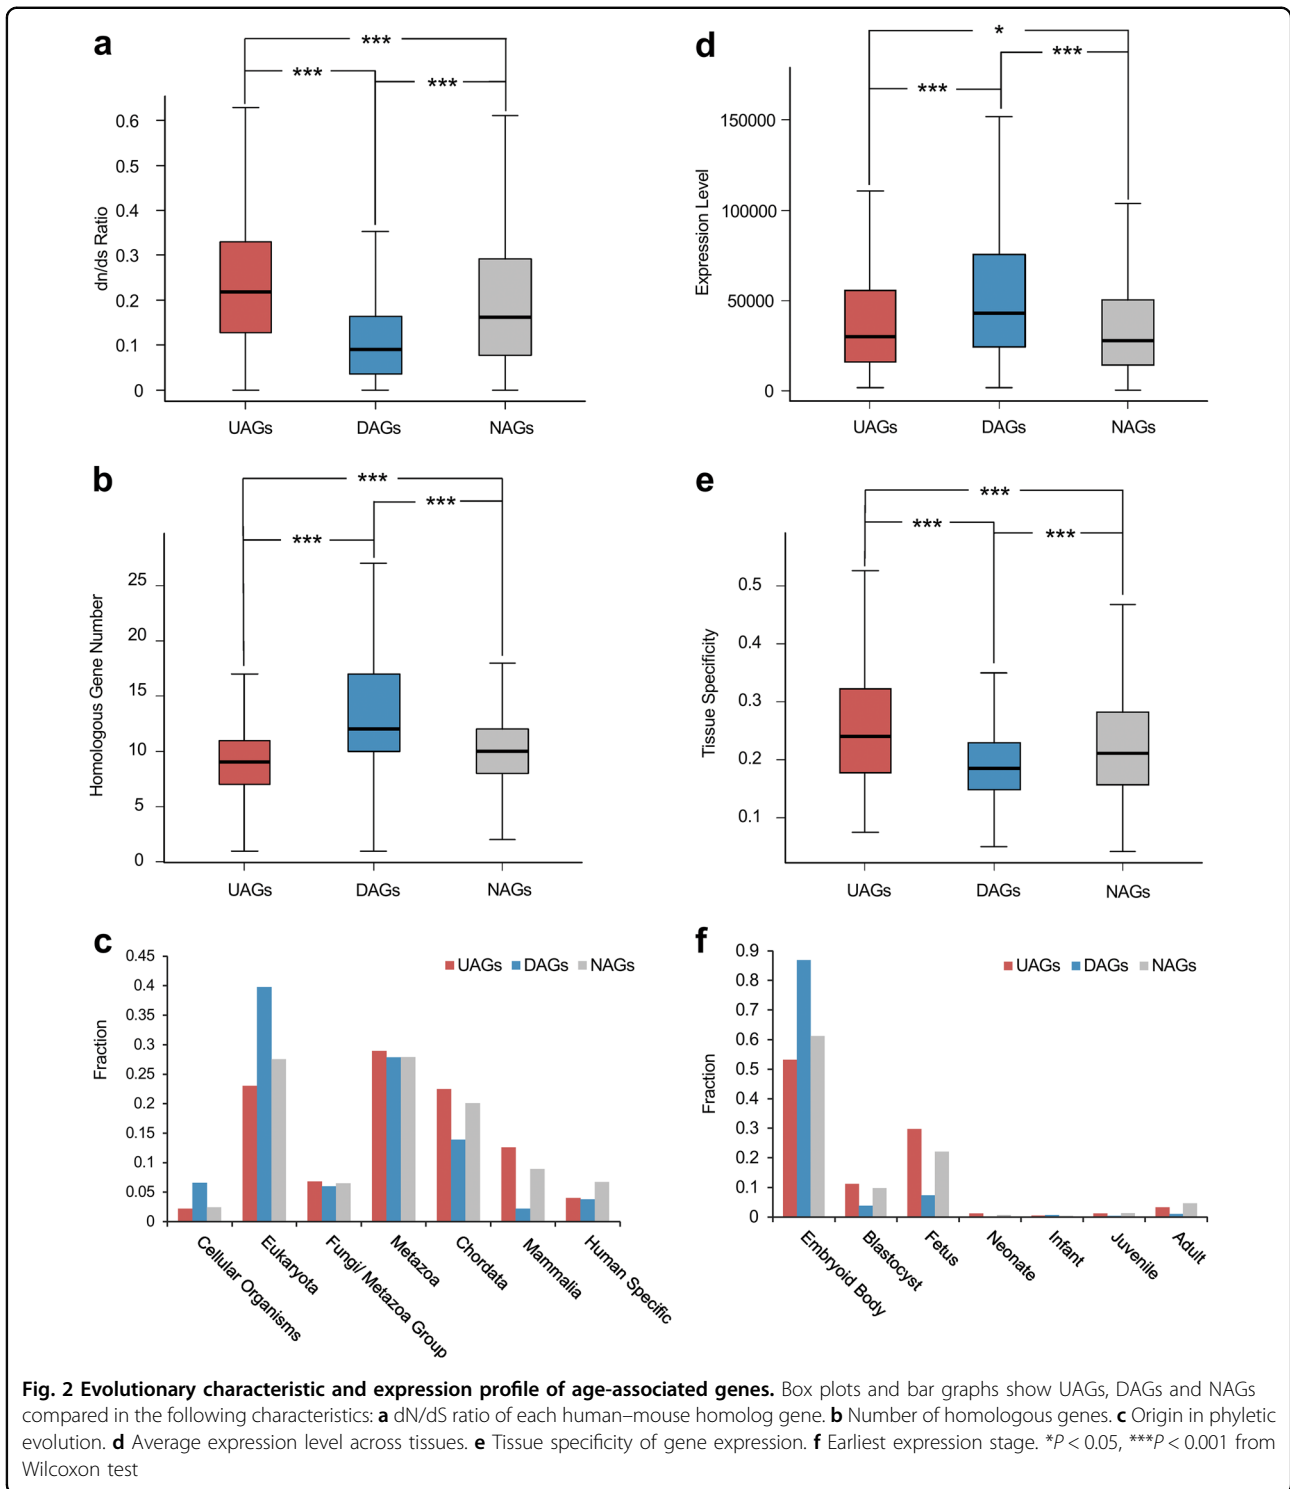 a
***
***
***
dn/ds Ratio
0.6
0.5
0.4
0.3
0.2
0.1
0
UAGs DAGs NAGs
d
*
***
***
Expression Level
150000
100000
50000
0
UAGs DAGs NAGs
b
***
***
***
Homologous Gene Number
25
20
15
10
5
0
UAGs DAGs NAGs
e
***
***
***
Tissue Specificity
0.5
0.4
0.3
0.2
0.1
UAGs DAGs NAGs
c
UAGs DAGs NAGs
Fraction
0.45
0.4
0.35
0.3
0.25
0.2
0.15
0.1
0.05
0
Cellular Organisms
Eukaryota
Fungi/ Metazoa Group
Metazoa
Chordata
Mammalia
Human Specific
f
UAGs DAGs NAGs
Fraction
0.9
0.8
0.7
0.6
0.5
0.4
0.3
0.2
0.1
0
Embryoid Body
Blastocyst
Fetus
Neonate
Infant
Juvenile
Adult
Fig. 2 Evolutionary characteristic and expression profile of age-associated genes. Box plots and bar graphs show UAGs, DAGs and NAGs
compared in the following characteristics: a dN/dS ratio of each human–mouse homolog gene. b Number of homologous genes. c Origin in phyletic
evolution. d Average expression level across tissues. e Tissue specificity of gene expression. f Earliest expression stage. *P < 0.05, ***P < 0.001 from
Wilcoxon test